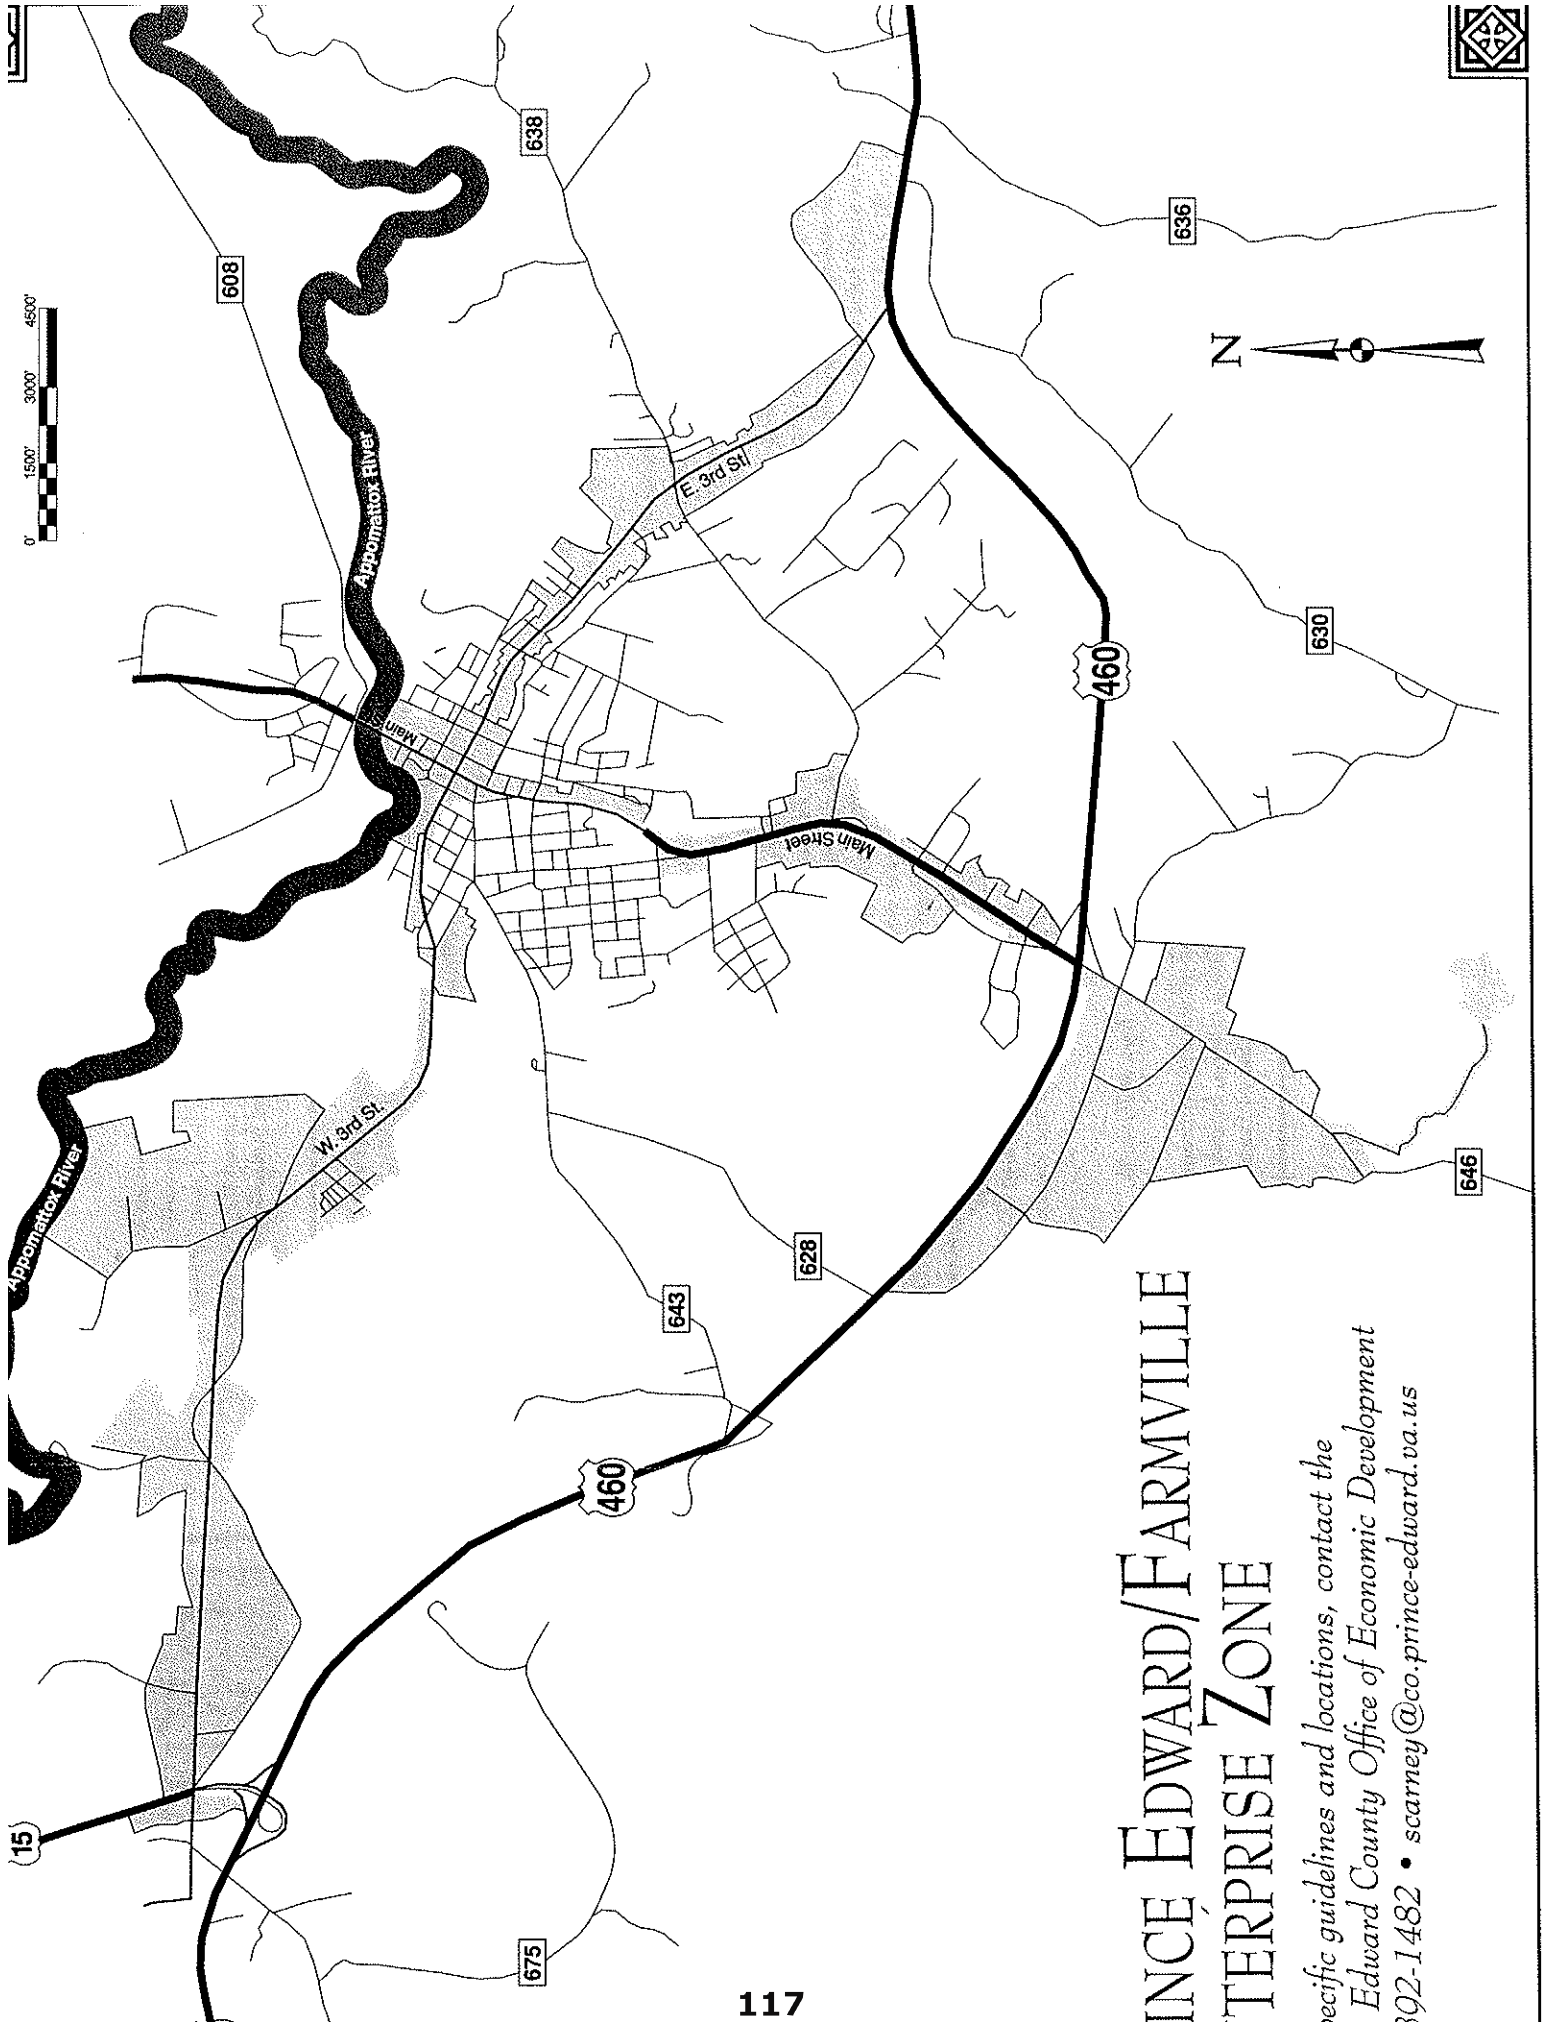 0' 1500' 3000' 4500'
15
608
638
Appomattox River
Appomattox River
W. 3rd St.
Main
E. 3rd St
Main Street
460
460
643
628
675
636
630
646
N
INCE EDWARD/FARMVILLE
TERPRISE ZONE
ecific guidelines and locations, contact the
Edward County Office of Economic Development
392-1482 • scarney@co.prince-edward.va.us
117